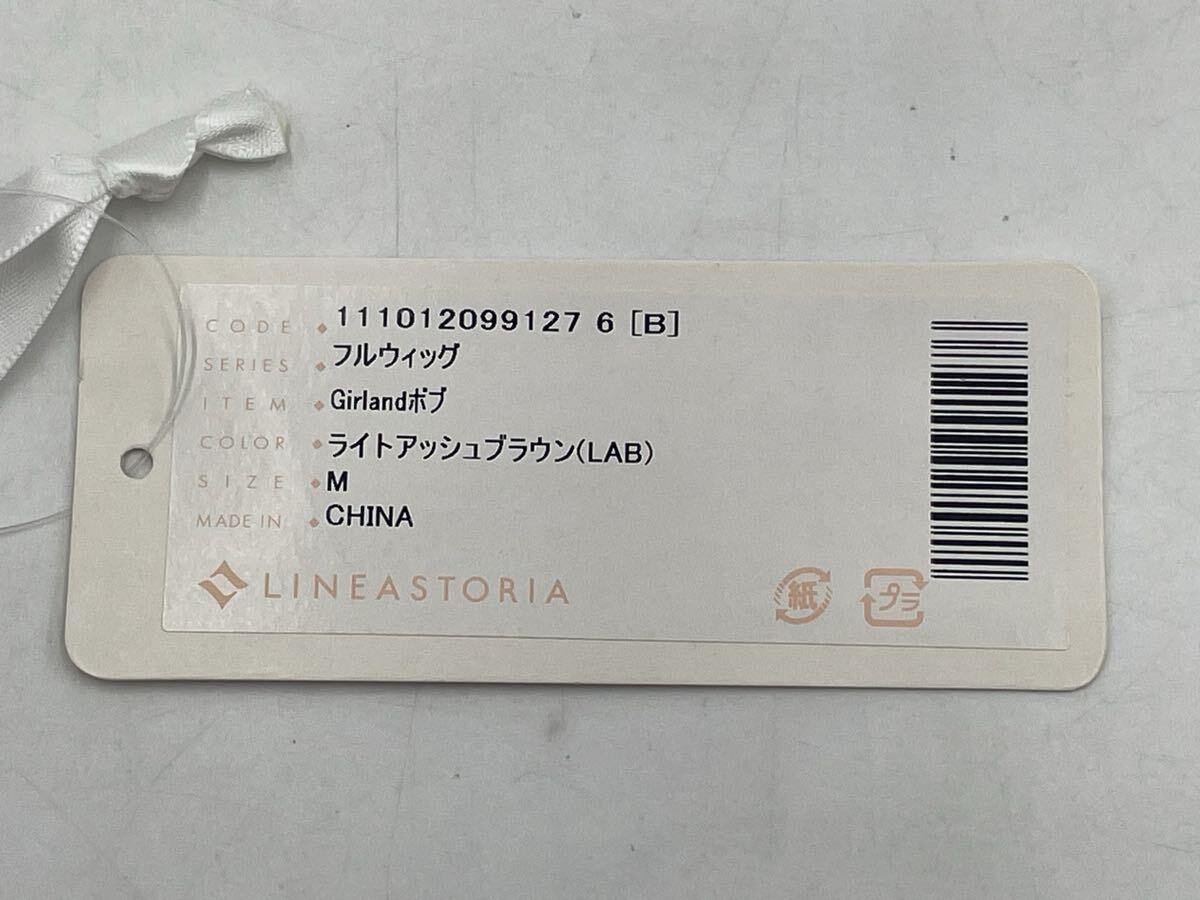 CODE 111012099127 6 [B]
SERIES フルウィッグ
ITEM Girlandボブ
COLOR ライトアッシュブラウン(LAB)
SIZE M
MADE IN CHINA
LINEASTORIA
紙 プラ